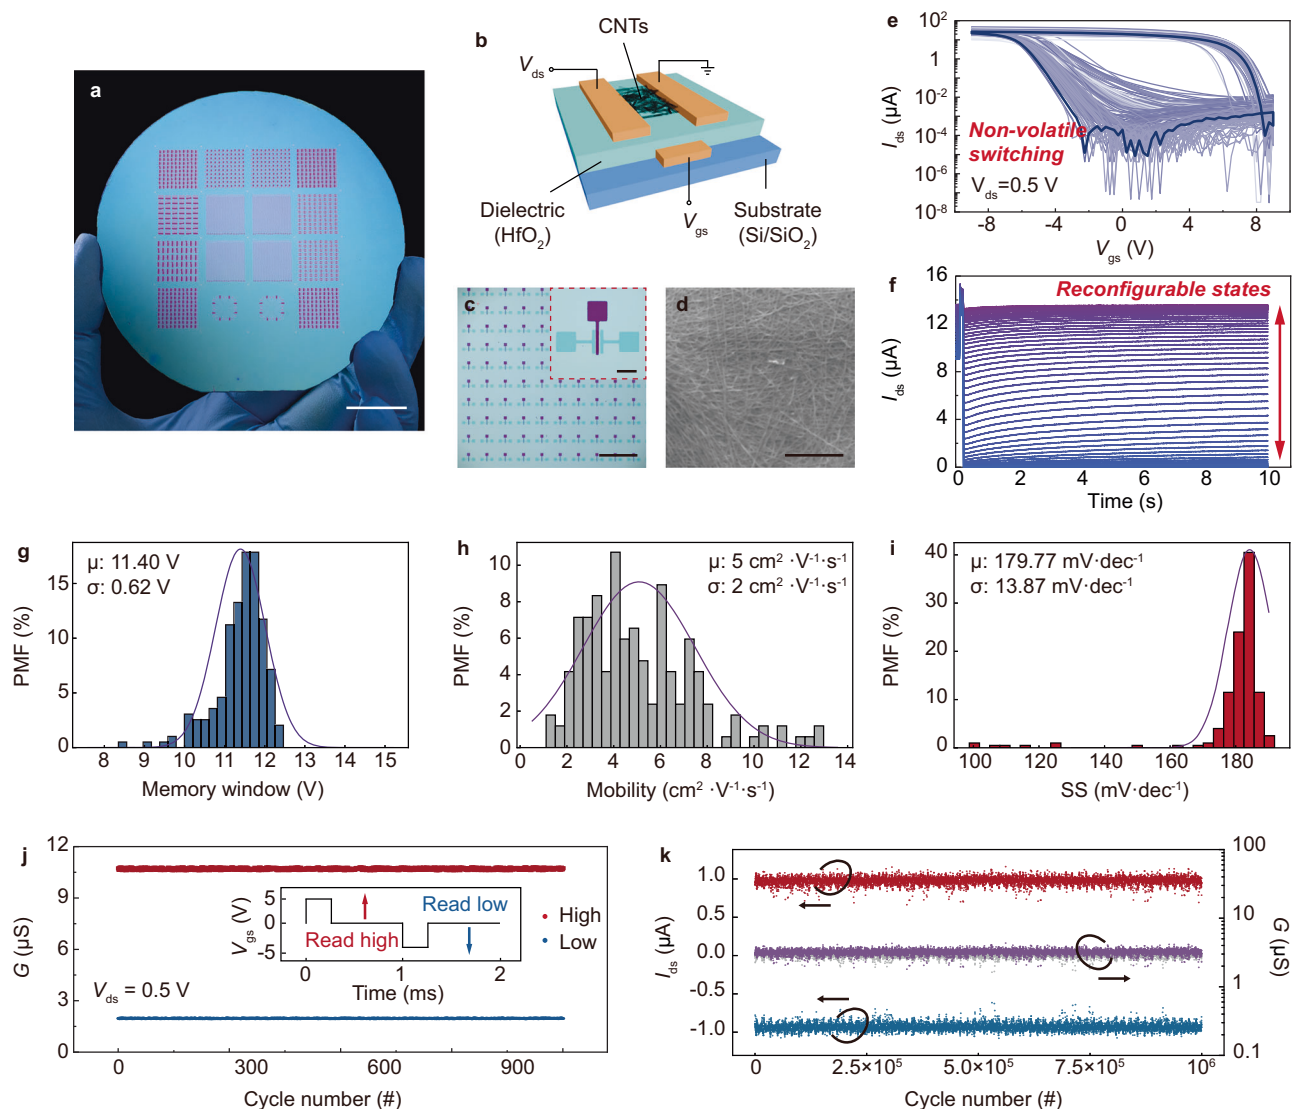 a
b
CNTs
V_ds
Dielectric
(HfO₂)
V_gs
Substrate
(Si/SiO₂)
c
d
e
10²
1
10⁻²
10⁻⁴
10⁻⁶
10⁻⁸
I_ds (μA)
Non-volatile
switching
V_ds=0.5 V
-8 -4 0 4 8
V_gs (V)
f
16
12
8
4
0
I_ds (μA)
Reconfigurable states
0 2 4 6 8 10
Time (s)
g
μ: 11.40 V
σ: 0.62 V
15
10
5
0
PMF (%)
8 9 10 11 12 13 14 15
Memory window (V)
h
μ: 5 cm² ·V⁻¹·s⁻¹
σ: 2 cm² ·V⁻¹·s⁻¹
10
8
6
4
2
0
PMF (%)
0 2 4 6 8 10 12 14
Mobility (cm² ·V⁻¹·s⁻¹)
i
μ: 179.77 mV·dec⁻¹
σ: 13.87 mV·dec⁻¹
40
30
20
10
0
PMF (%)
100 120 140 160 180
SS (mV·dec⁻¹)
j
12
9
6
3
0
G (μS)
V_gs (V)
5
0
-5
Read high
Read low
0 1 2
Time (ms)
High
Low
V_ds = 0.5 V
0 300 600 900
Cycle number (#)
k
1.0
0.5
0.0
-0.5
-1.0
I_ds (μA)
100
10
1
0.1
G (μS)
0 2.5×10⁵ 5.0×10⁵ 7.5×10⁵ 10⁶
Cycle number (#)